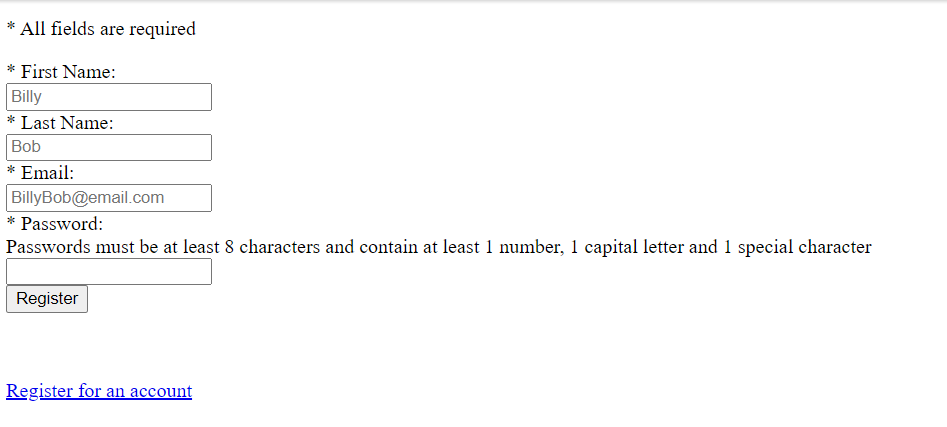 * All fields are required
* First Name:
Billy
* Last Name:
Bob
* Email:
BillyBob@email.com
* Password:
Passwords must be at least 8 characters and contain at least 1 number, 1 capital letter and 1 special character
Register
Register for an account